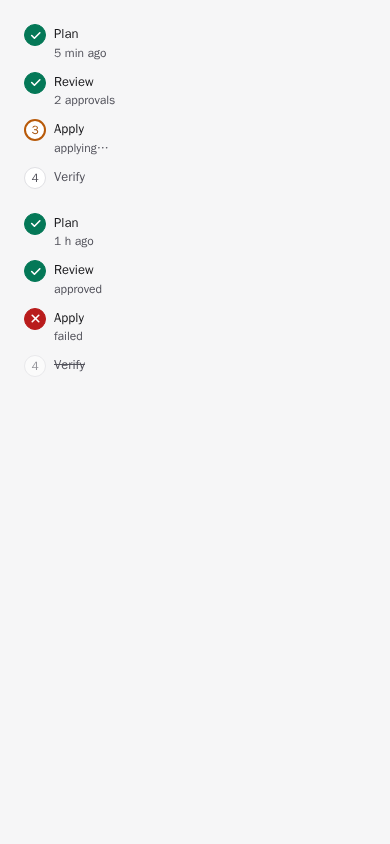 Plan
5 min ago
Review
2 approvals
3 Apply
applying⋯
4 Verify
Plan
1 h ago
Review
approved
Apply
failed
4 Verify